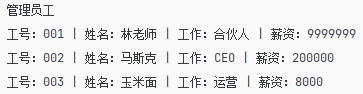 管理员工
工号：001 | 姓名：林老师 | 工作：合伙人 | 薪资：9999999
工号：002 | 姓名：马斯克 | 工作：CEO | 薪资：200000
工号：003 | 姓名：玉米面 | 工作：运营 | 薪资：8000